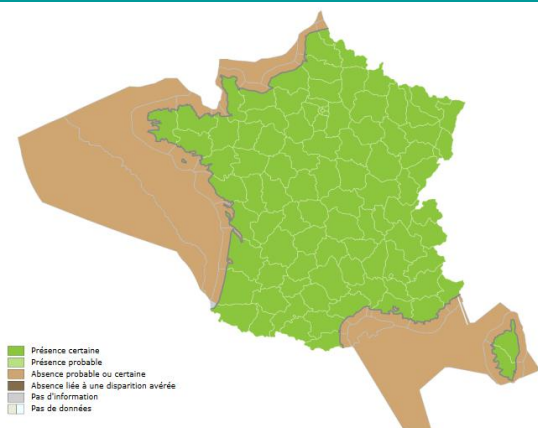 Présence certaine
Présence probable
Absence probable ou certaine
Absence liée à une disparition avérée
Pas d'information
Pas de données